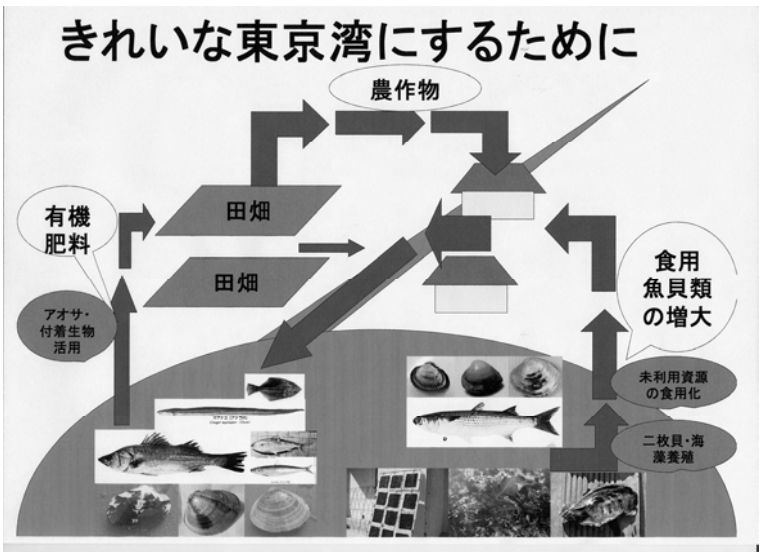 きれいな東京湾にするために
農作物
有機
肥料
田畑
田畑
アオサ・
付着生物
活用
食用
魚貝類
の増大
未利用資源
の食用化
二枚貝・海
藻養殖